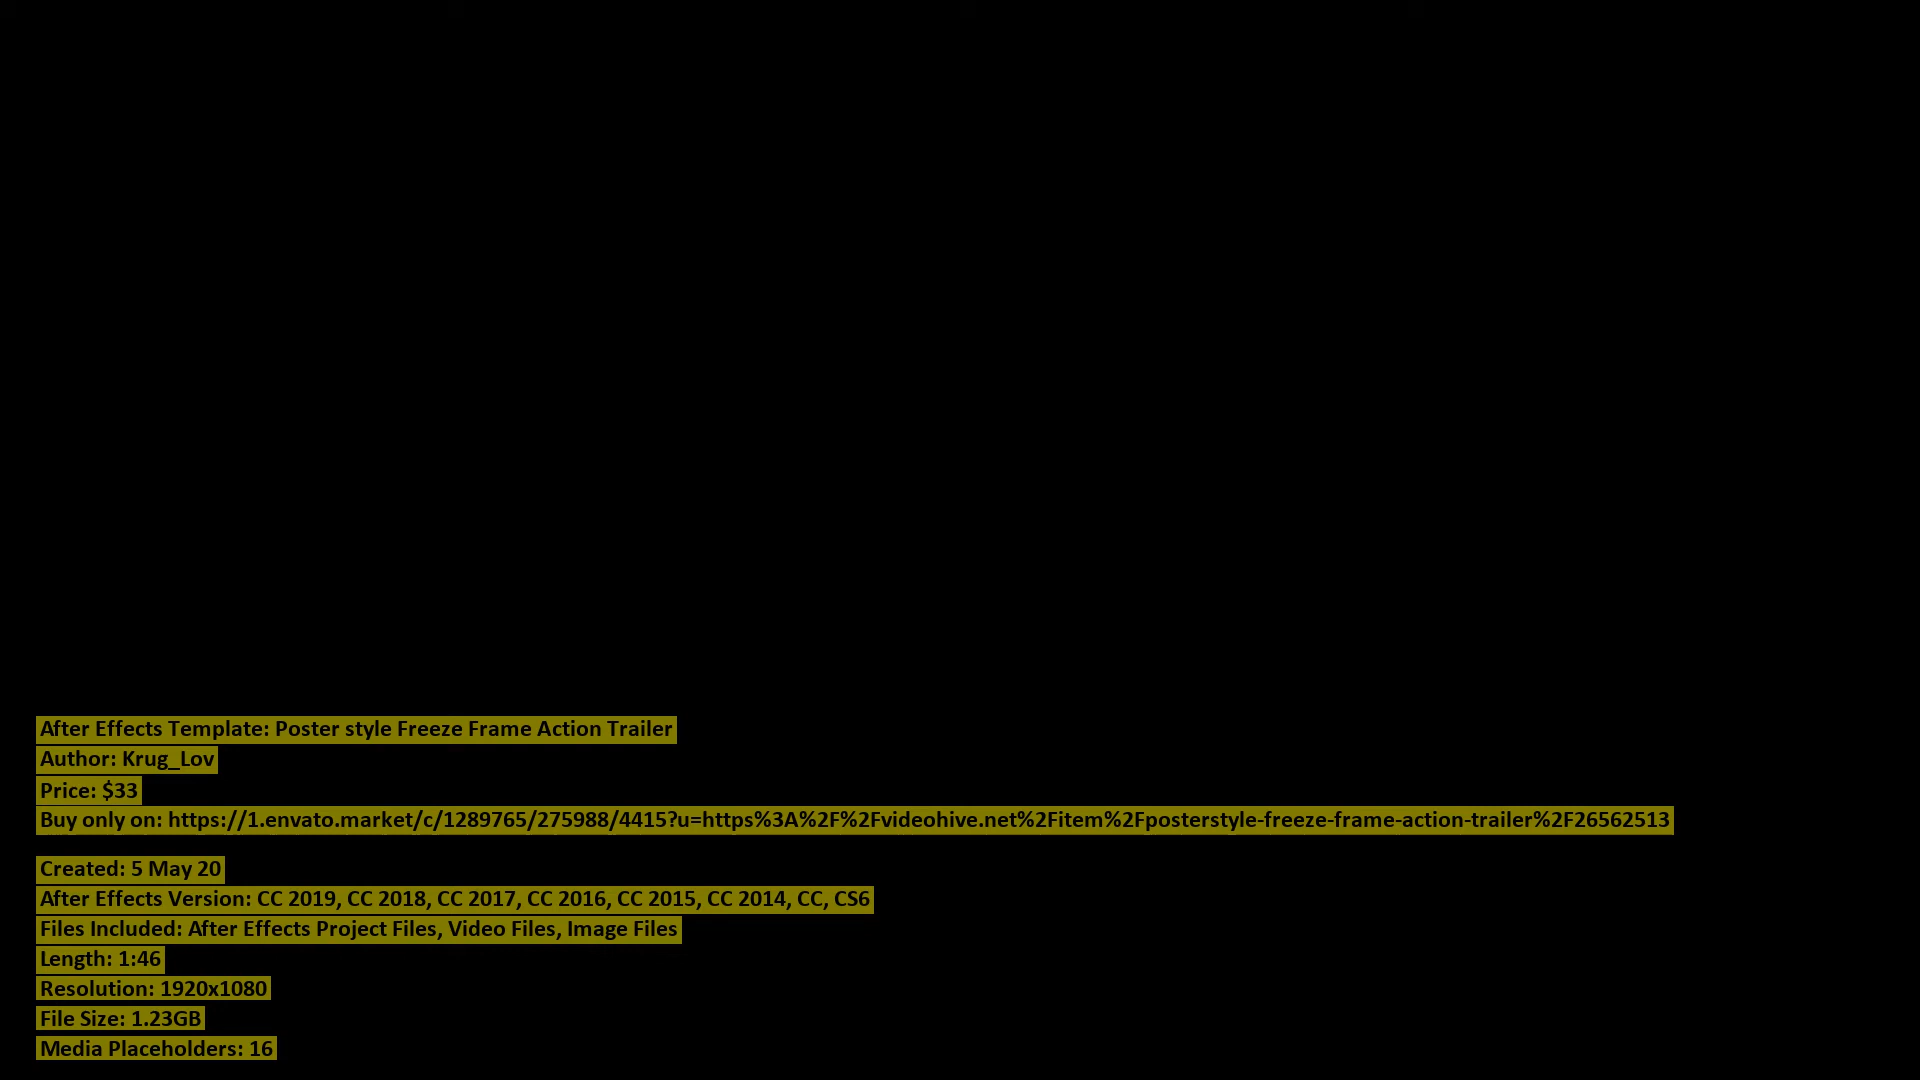 After Effects Template: Poster style Freeze Frame Action Trailer
Author: Krug_Lov
Price: $33
Buy only on: https://1.envato.market/c/1289765/275988/4415?u=https%3A%2F%2Fvideohive.net%2Fitem%2Fposterstyle-freeze-frame-action-trailer%2F26562513
Created: 5 May 20
After Effects Version: CC 2019, CC 2018, CC 2017, CC 2016, CC 2015, CC 2014, CC, CS6
Files Included: After Effects Project Files, Video Files, Image Files
Length: 1:46
Resolution: 1920x1080
File Size: 1.23GB
Media Placeholders: 16